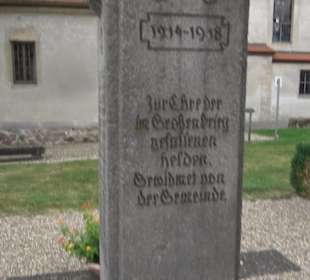 1914-1918
Zur Ehre der
im Großen Krieg
gefallenen
Helden.
Gewidmet von
der Gemeinde.